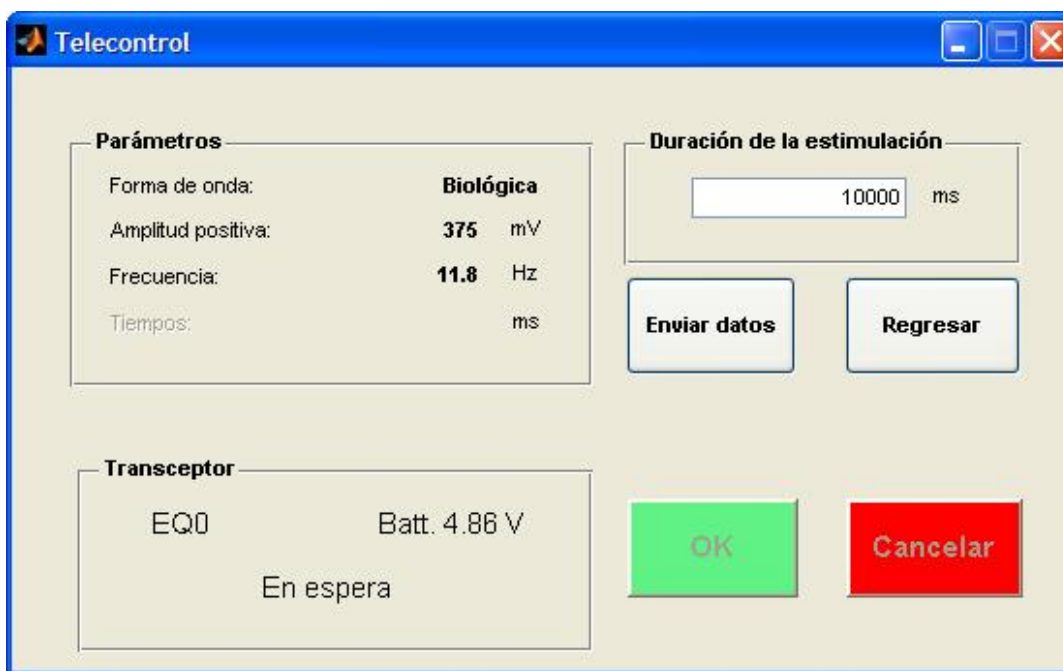 Telecontrol
Parámetros
Forma de onda: Biológica
Amplitud positiva: 375 mV
Frecuencia: 11.8 Hz
Tiempos: ms
Duración de la estimulación
10000 ms
Enviar datos Regresar
Transceptor
EQ0 Batt. 4.86 V
En espera
OK Cancelar